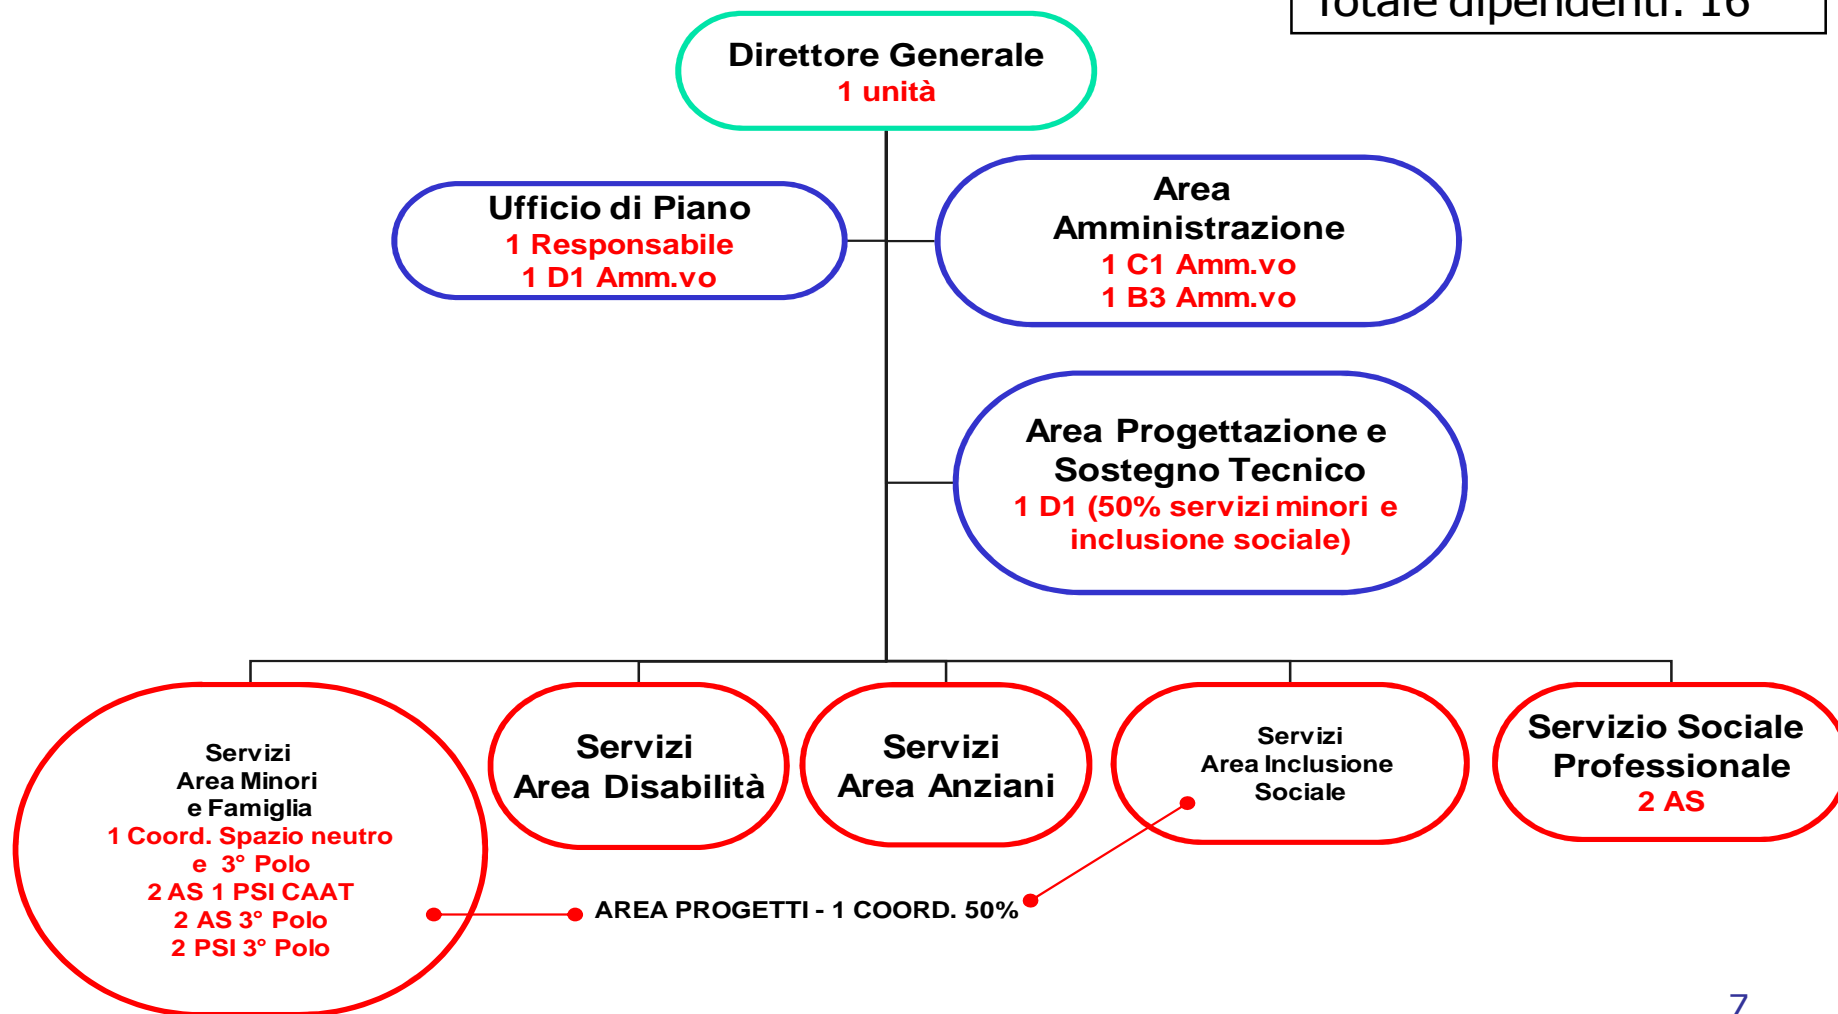 Totale dipendenti: 16
Direttore Generale
1 unità
Ufficio di Piano
1 Responsabile
1 D1 Amm.vo
Area
Amministrazione
1 C1 Amm.vo
1 B3 Amm.vo
Area Progettazione e
Sostegno Tecnico
1 D1 (50% servizi minori e
inclusione sociale)
Servizi
Area Minori
e Famiglia
1 Coord. Spazio neutro
e 3° Polo
2 AS 1 PSI CAAT
2 AS 3° Polo
2 PSI 3° Polo
Servizi
Area Disabilità
Servizi
Area Anziani
Servizi
Area Inclusione
Sociale
Servizio Sociale
Professionale
2 AS
AREA PROGETTI - 1 COORD. 50%
7